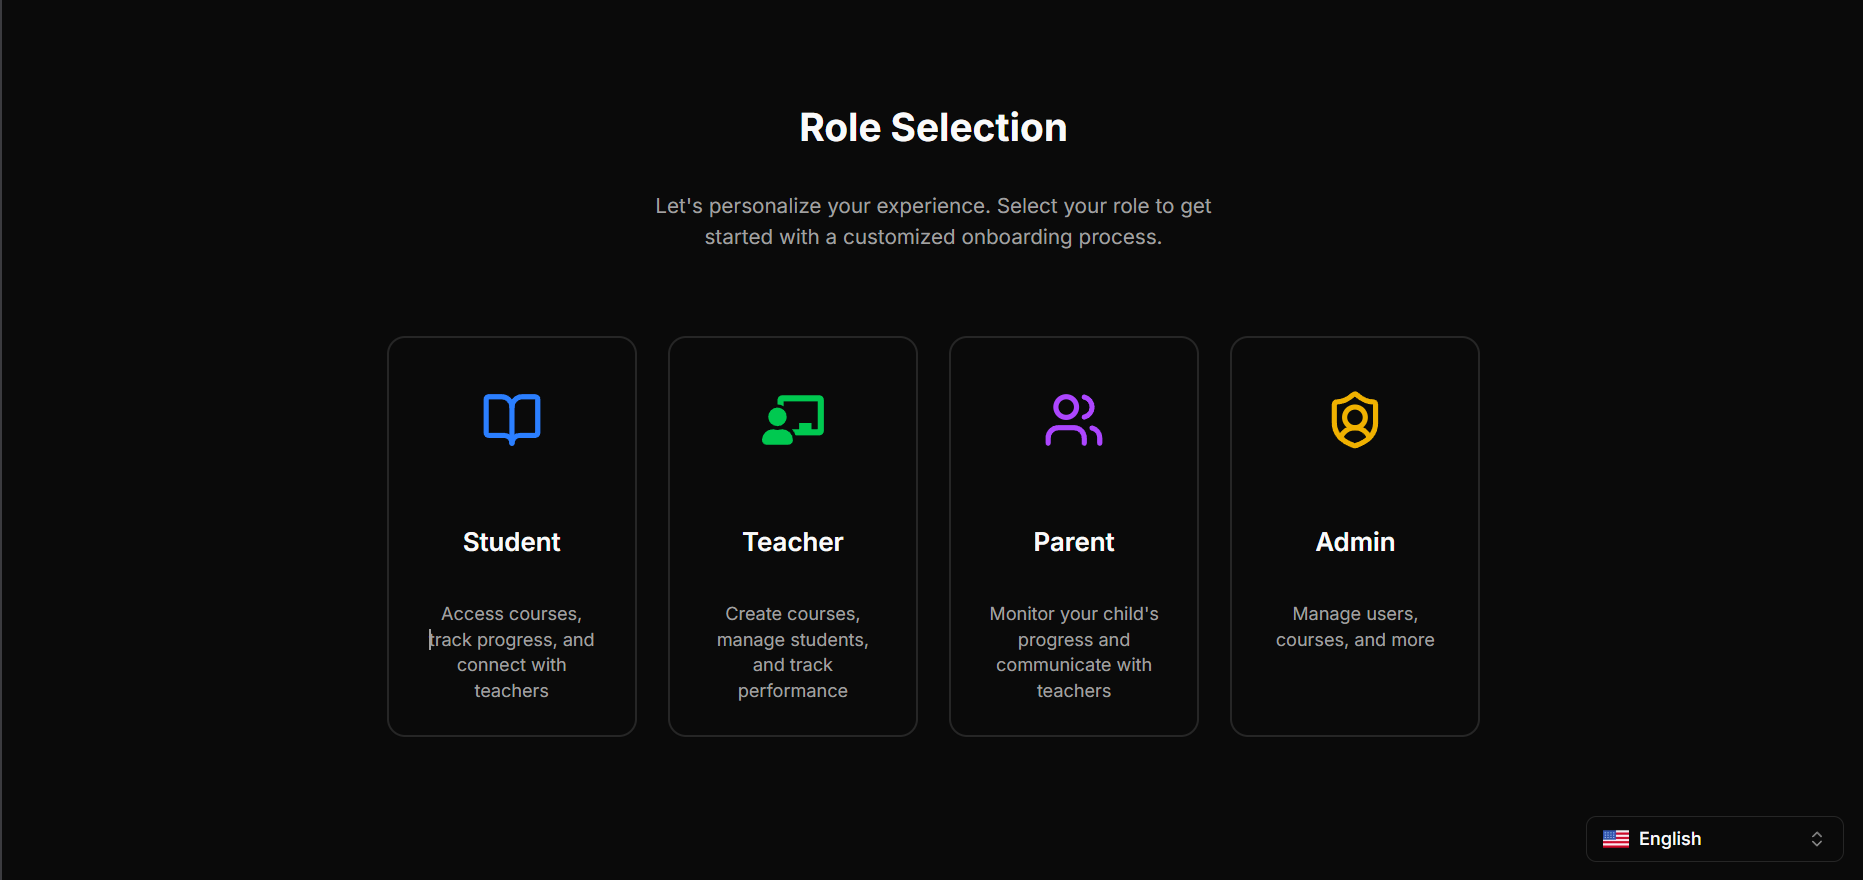 Role Selection
Let's personalize your experience. Select your role to get
started with a customized onboarding process.
Student
Access courses,
track progress, and
connect with
teachers
Teacher
Create courses,
manage students,
and track
performance
Parent
Monitor your child's
progress and
communicate with
teachers
Admin
Manage users,
courses, and more
English